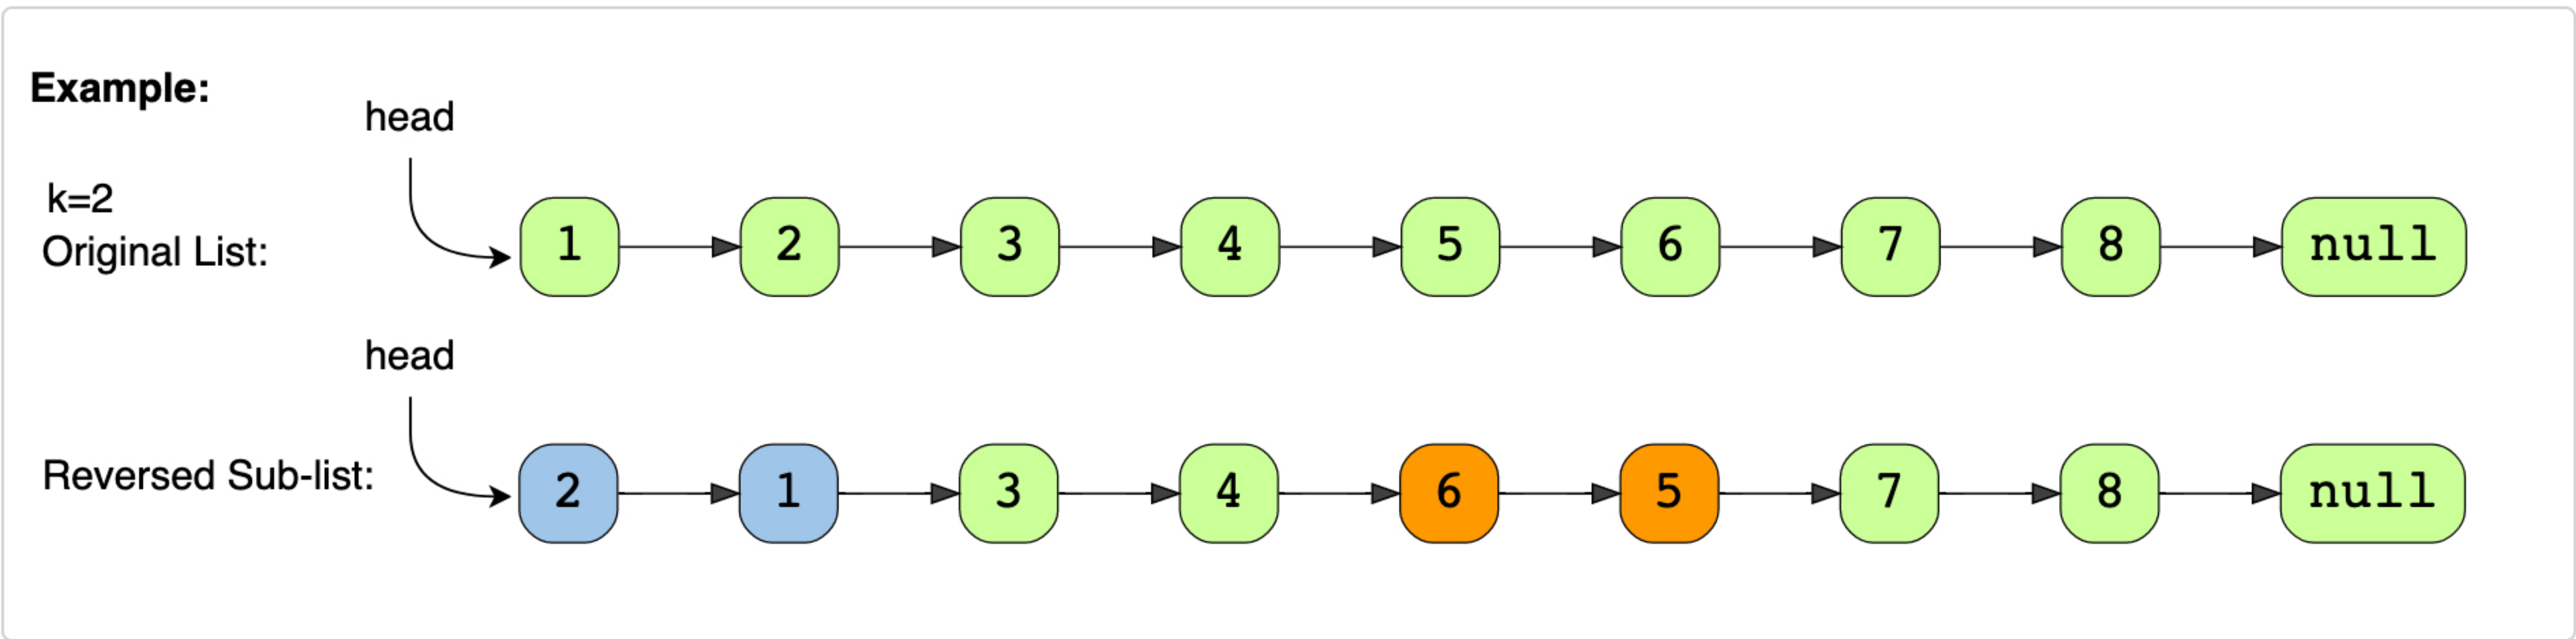 Example:
head
k=2
Original List:
1 2 3 4 5 6 7 8 null
head
Reversed Sub-list:
2 1 3 4 6 5 7 8 null